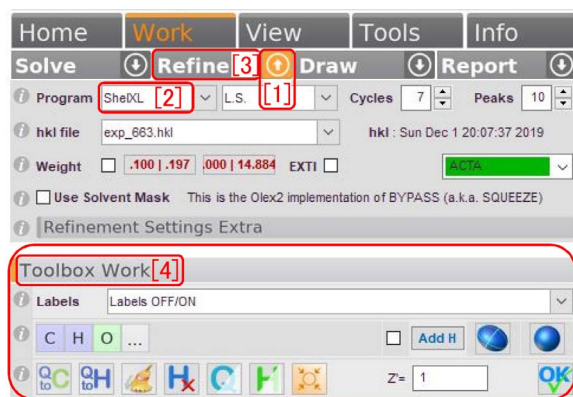 Home Work View Tools Info
Solve Refine [3] [1] Draw Report
Program ShelXL [2] L.S. Cycles 7 Peaks 10
hkl file exp_663.hkl hkl : Sun Dec 1 20:07:37 2019
Weight .100 | .197 .000 | 14.884 EXTI ACTA
Use Solvent Mask This is the Olex2 implementation of BYPASS (a.k.a. SQUEEZE)
Refinement Settings Extra
Toolbox Work [4]
Labels Labels OFF/ON
C H O ... Add H
Q to C Q to H H x Q H Z'= 1 OK